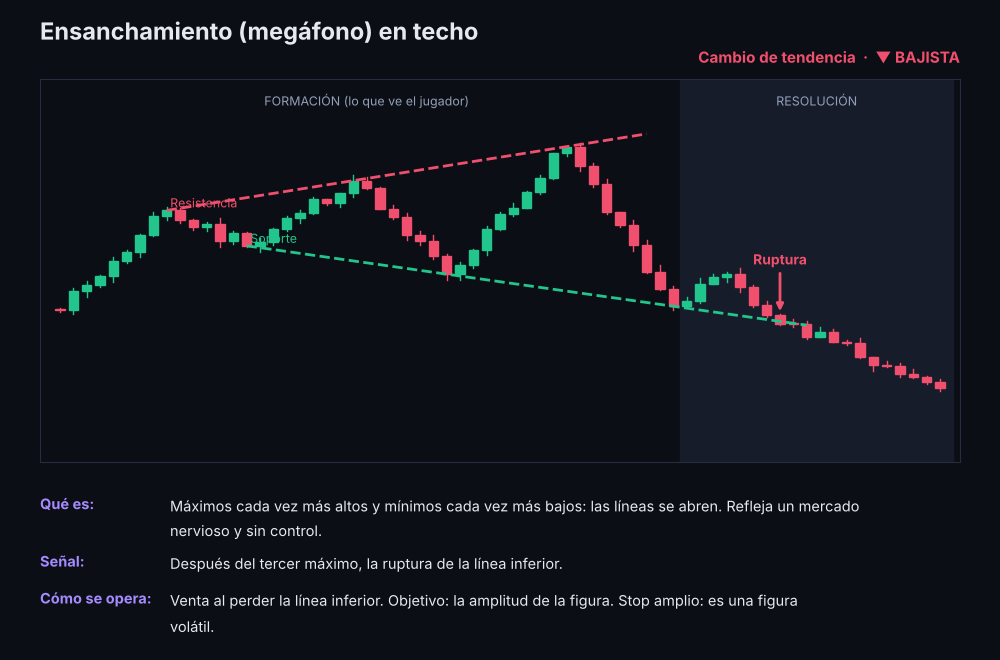 Ensanchamiento (megáfono) en techo
Cambio de tendencia · ▼ BAJISTA
FORMACIÓN (lo que ve el jugador)
RESOLUCIÓN
Resistencia
Soporte
Ruptura
Qué es: Máximos cada vez más altos y mínimos cada vez más bajos: las líneas se abren. Refleja un mercado
nervioso y sin control.
Señal: Después del tercer máximo, la ruptura de la línea inferior.
Cómo se opera: Venta al perder la línea inferior. Objetivo: la amplitud de la figura. Stop amplio: es una figura
volátil.